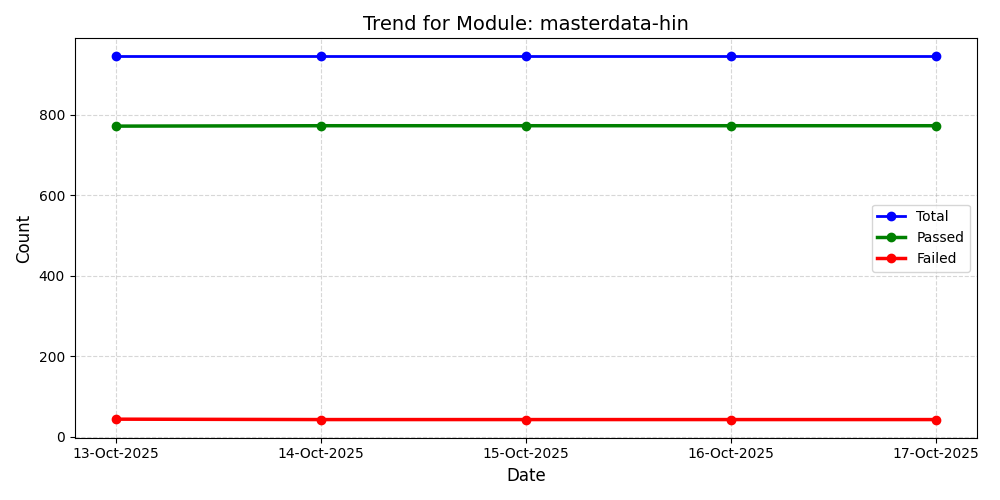 Trend for Module: masterdata-hin
Count
800
600
400
200
0
Total
Passed
Failed
13-Oct-2025 14-Oct-2025 15-Oct-2025 16-Oct-2025 17-Oct-2025
Date